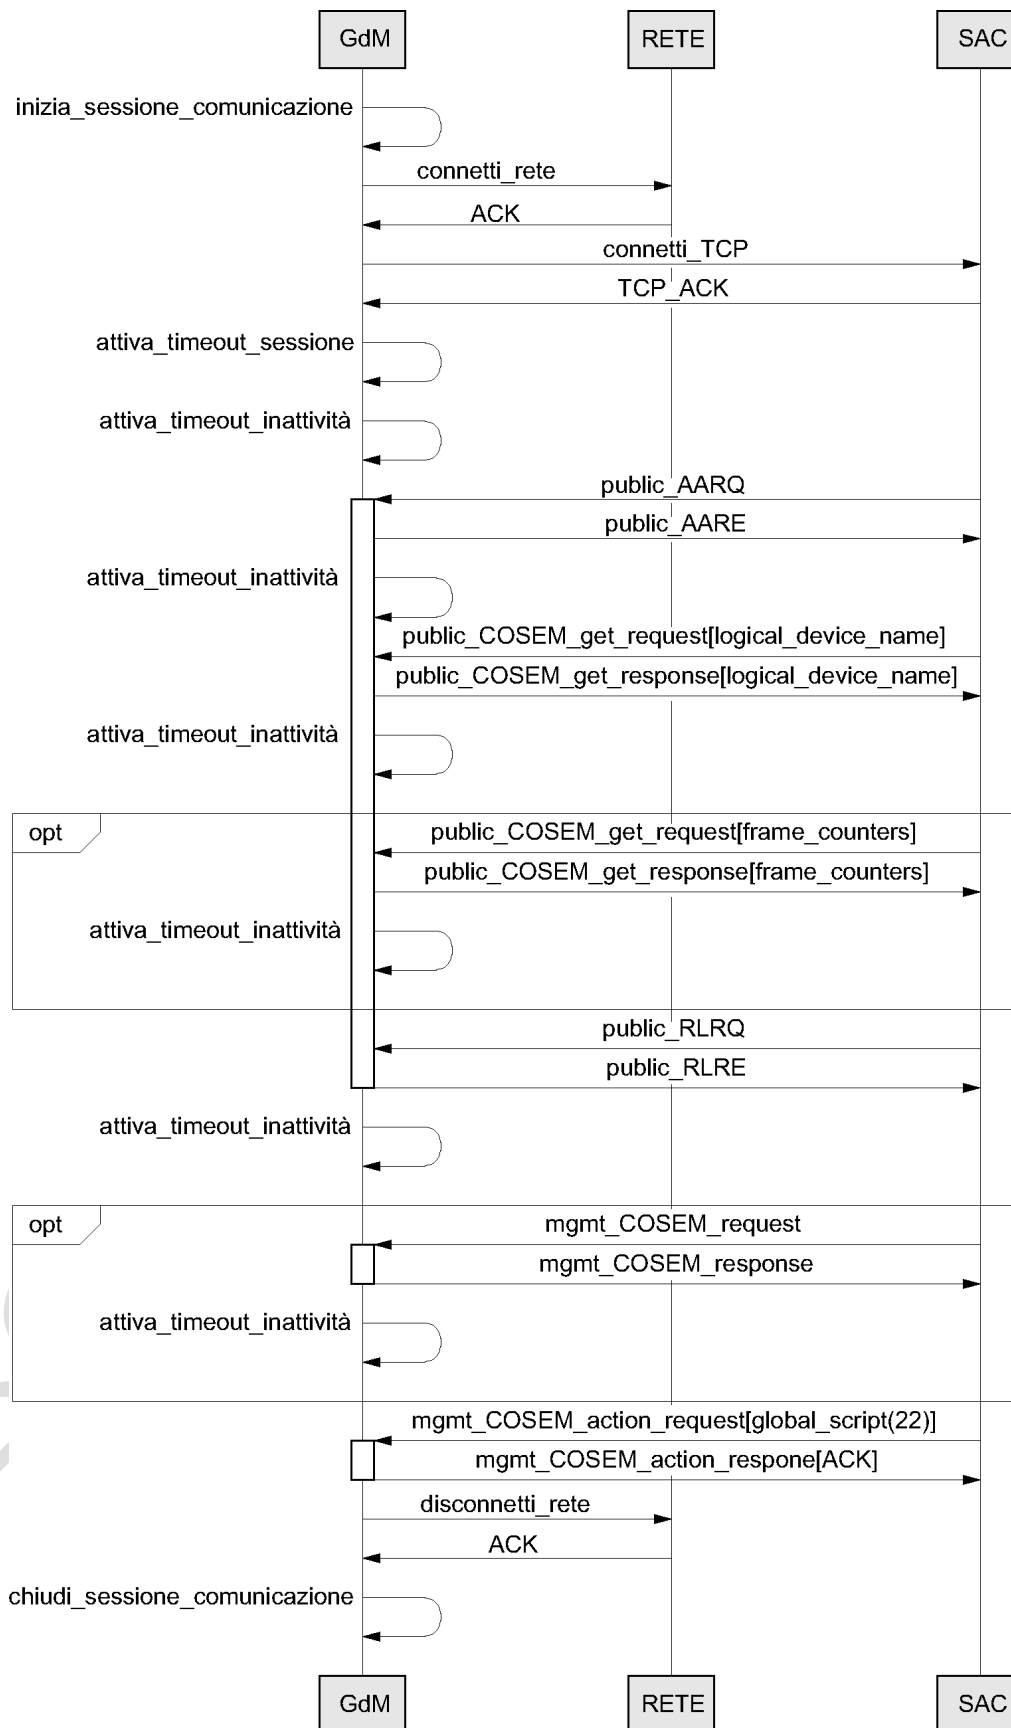 GdM RETE SAC
inizia_sessione_comunicazione
connetti_rete
ACK
connetti_TCP
TCP_ACK
attiva_timeout_sessione
attiva_timeout_inattività
public_AARQ
public_AARE
attiva_timeout_inattività
public_COSEM_get_request[logical_device_name]
public_COSEM_get_response[logical_device_name]
attiva_timeout_inattività
opt
public_COSEM_get_request[frame_counters]
public_COSEM_get_response[frame_counters]
attiva_timeout_inattività
public_RLRQ
public_RLRE
attiva_timeout_inattività
opt
mgmt_COSEM_request
mgmt_COSEM_response
attiva_timeout_inattività
mgmt_COSEM_action_request[global_script(22)]
mgmt_COSEM_action_respone[ACK]
disconnetti_rete
ACK
chiudi_sessione_comunicazione
GdM RETE SAC